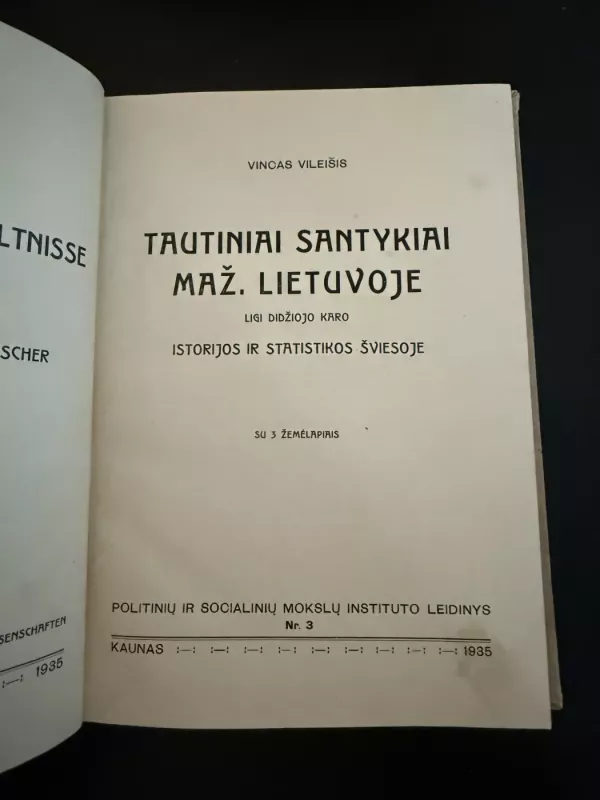 LTNISSE
SCHER
SENSCHAFTEN
:—: 1935
VINCAS VILEIŠIS
TAUTINIAI SANTYKIAI
MAŽ. LIETUVOJE
LIGI DIDŽIOJO KARO
ISTORIJOS IR STATISTIKOS ŠVIESOJE
SU 3 ŽEMĖLAPIAIS
POLITINIŲ IR SOCIALINIŲ MOKSLŲ INSTITUTO LEIDINYS
Nr. 3
KAUNAS :—: :—: :—: :—: :—: :—: :—: :—: :—: 1935